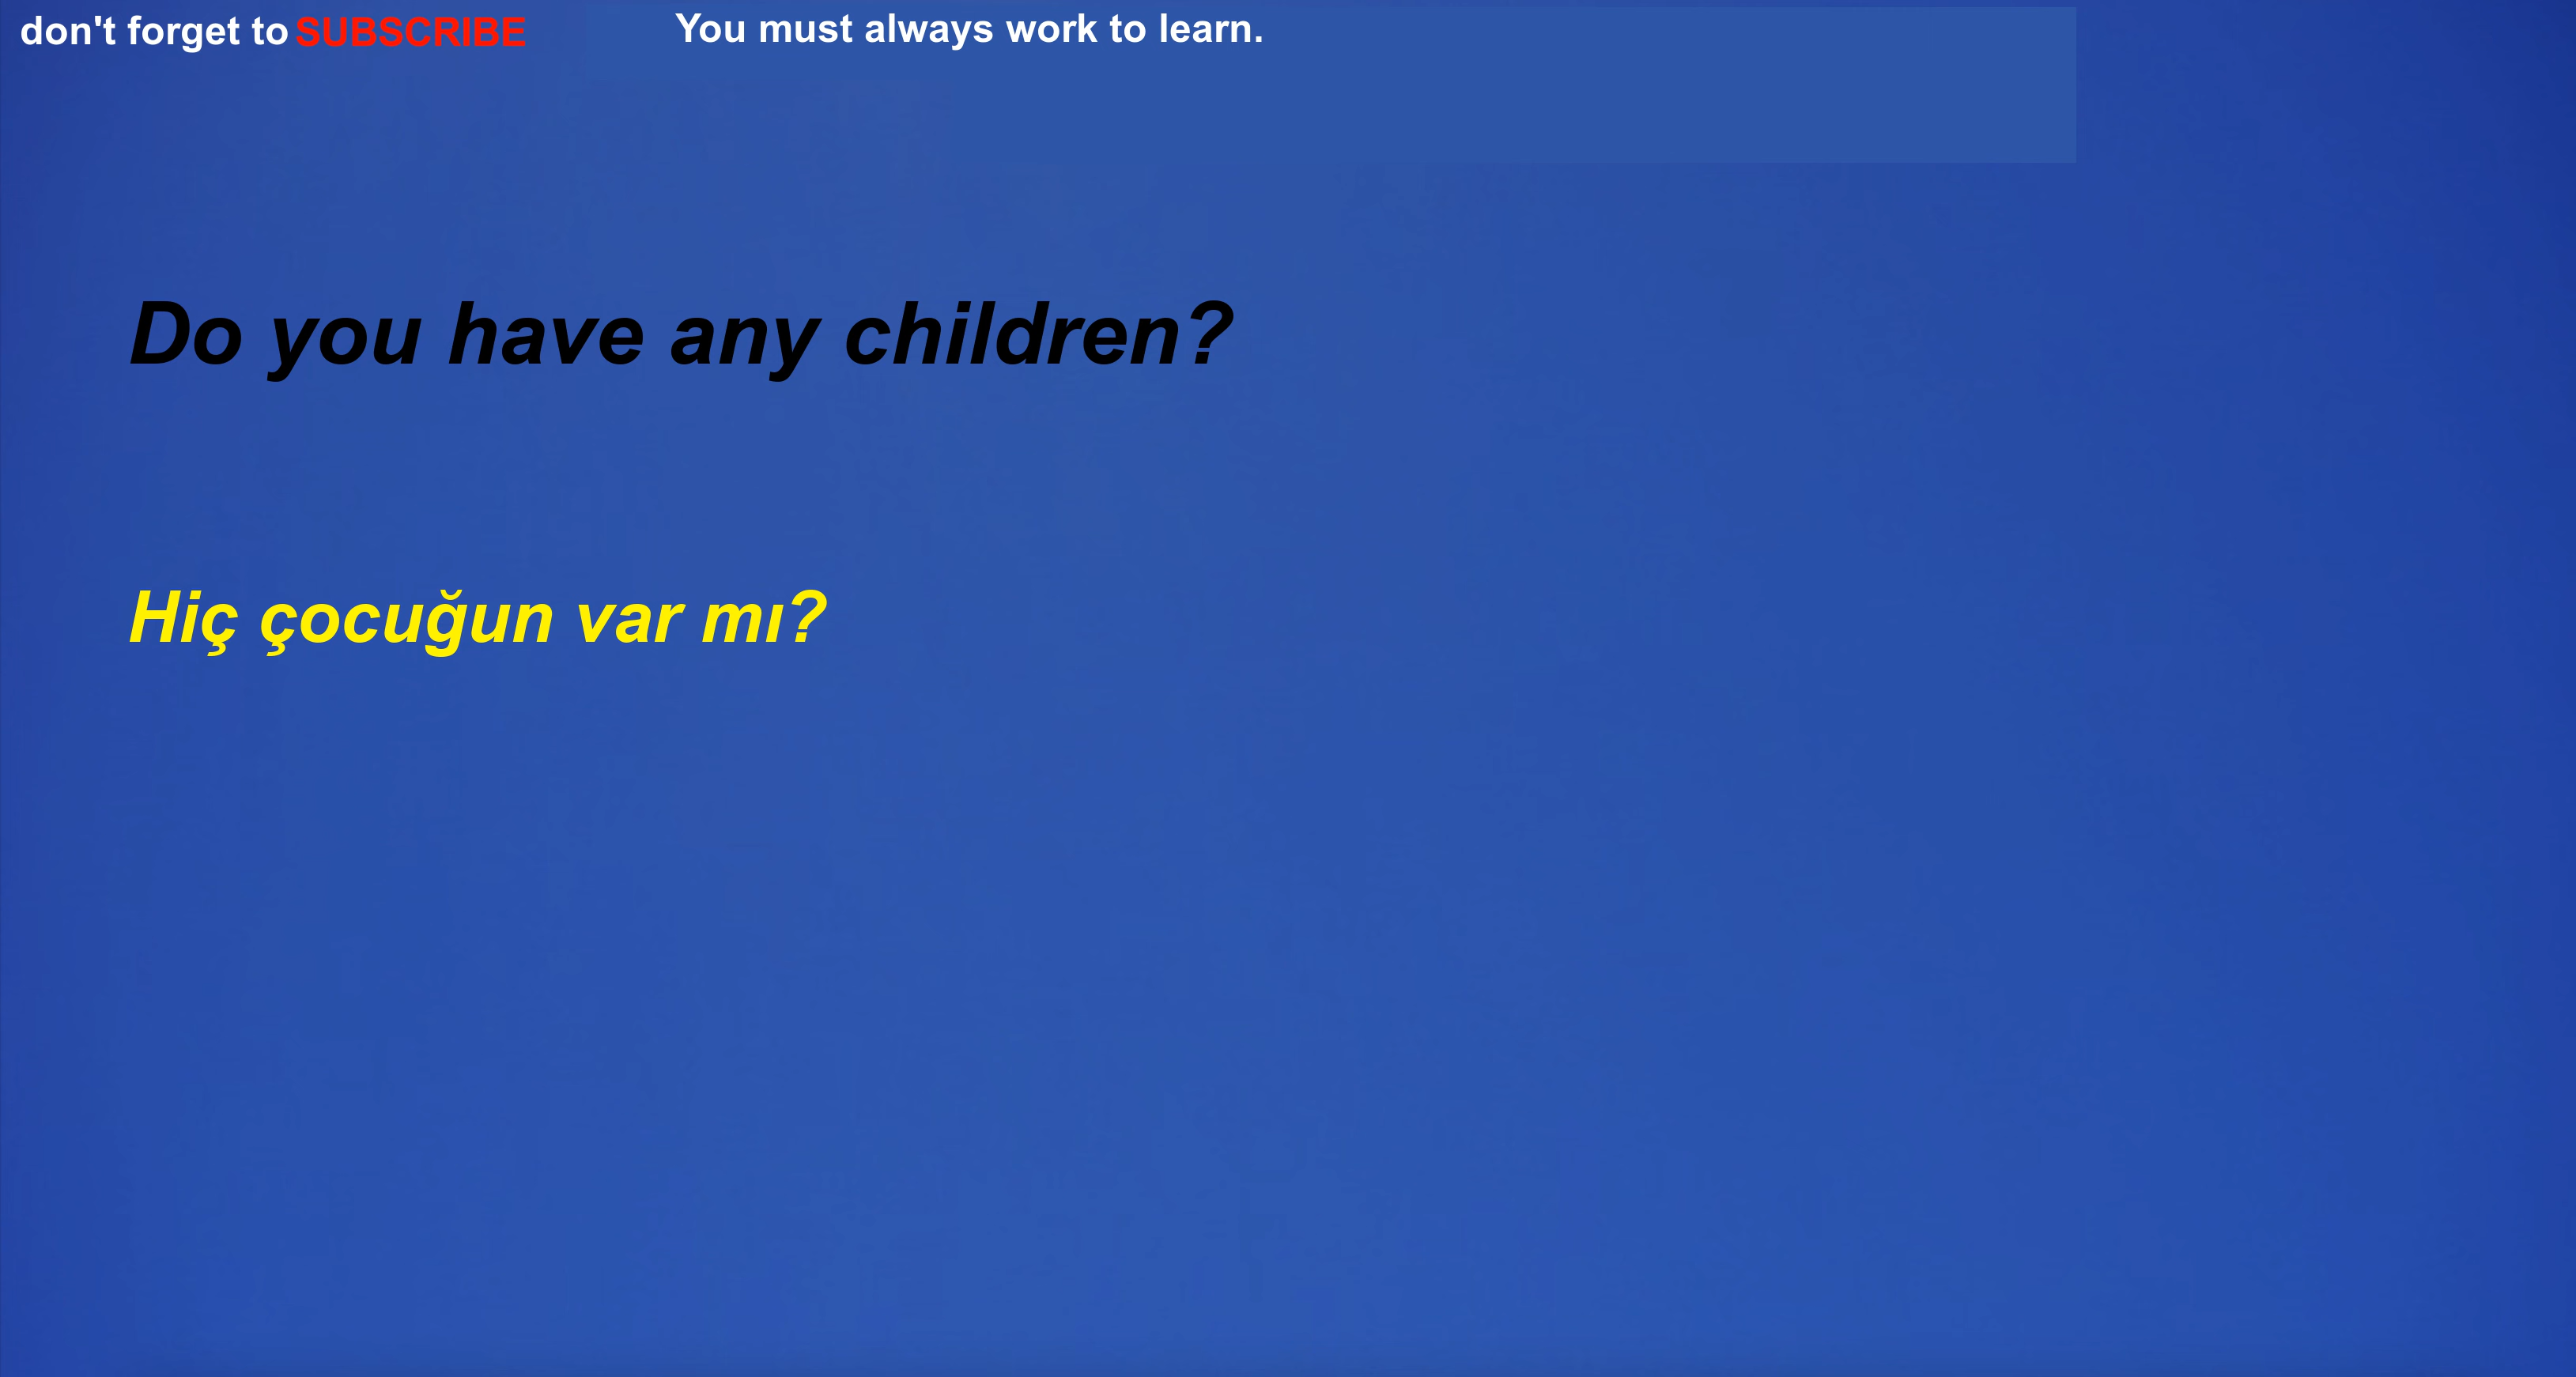 don't forget to SUBSCRIBE
You must always work to learn.
Do you have any children?
Hiç çocuğun var mı?